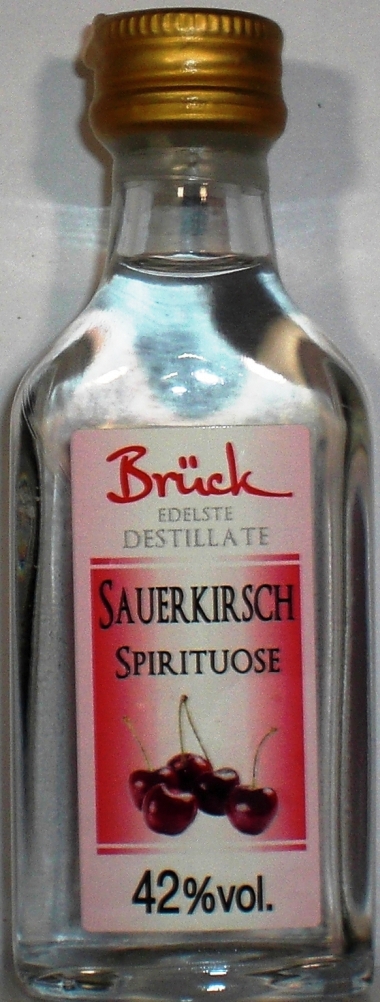 Brück
EDELSTE
DESTILLATE
SAUERKIRSCH
SPIRITUOSE
42%vol.